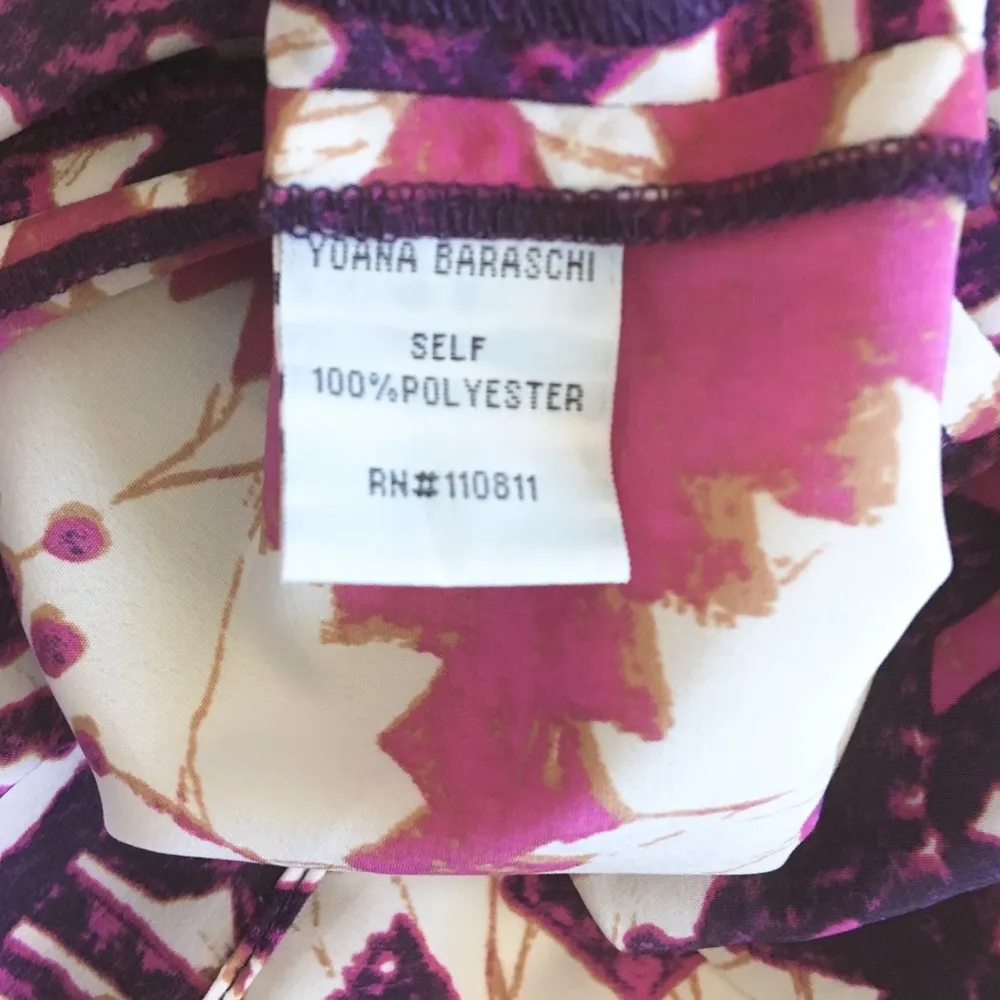 YOANA BARASCHI
SELF
100%POLYESTER
RN#110811